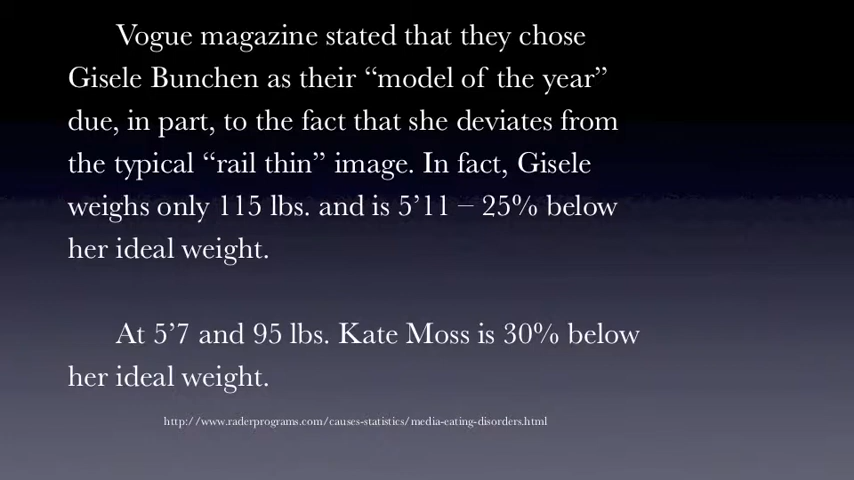 Vogue magazine stated that they chose
Gisele Bunchen as their “model of the year”
due, in part, to the fact that she deviates from
the typical “rail thin” image. In fact, Gisele
weighs only 115 lbs. and is 5’11 – 25% below
her ideal weight.
At 5’7 and 95 lbs. Kate Moss is 30% below
her ideal weight.
http://www.raderprograms.com/causes-statistics/media-eating-disorders.html